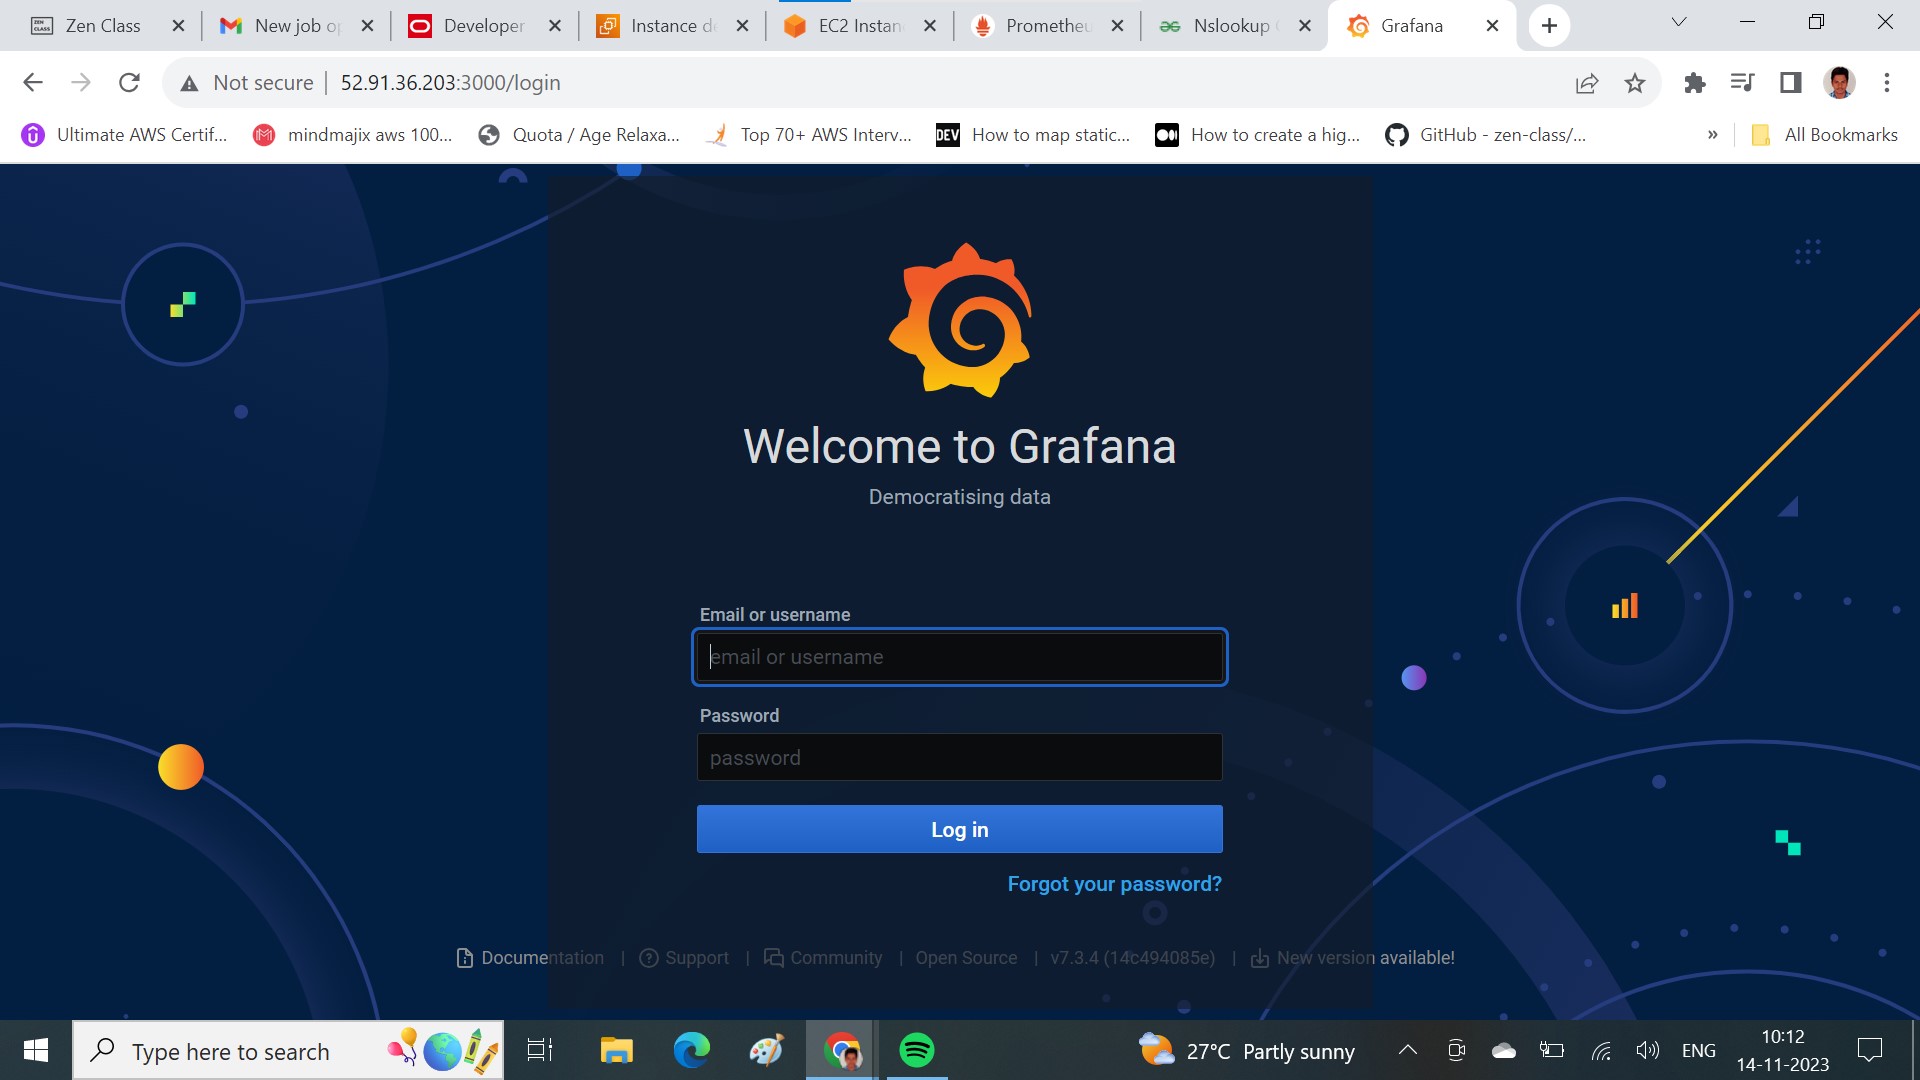 Zen Class
New job op
Developer
Instance de
EC2 Instan
Prometheu
Nslookup C
Grafana
Not secure
52.91.36.203:3000/login
Ultimate AWS Certif...
mindmajix aws 100...
Quota / Age Relaxa...
Top 70+ AWS Interv...
DEV
How to map static...
How to create a hig...
GitHub - zen-class/...
»
All Bookmarks
Welcome to Grafana
Democratising data
Email or username
email or username
Password
password
Log in
Forgot your password?
Documentation | Support | Community | Open Source | v7.3.4 (14c494085e) | New version available!
Type here to search
27°C Partly sunny
ENG
10:12
14-11-2023